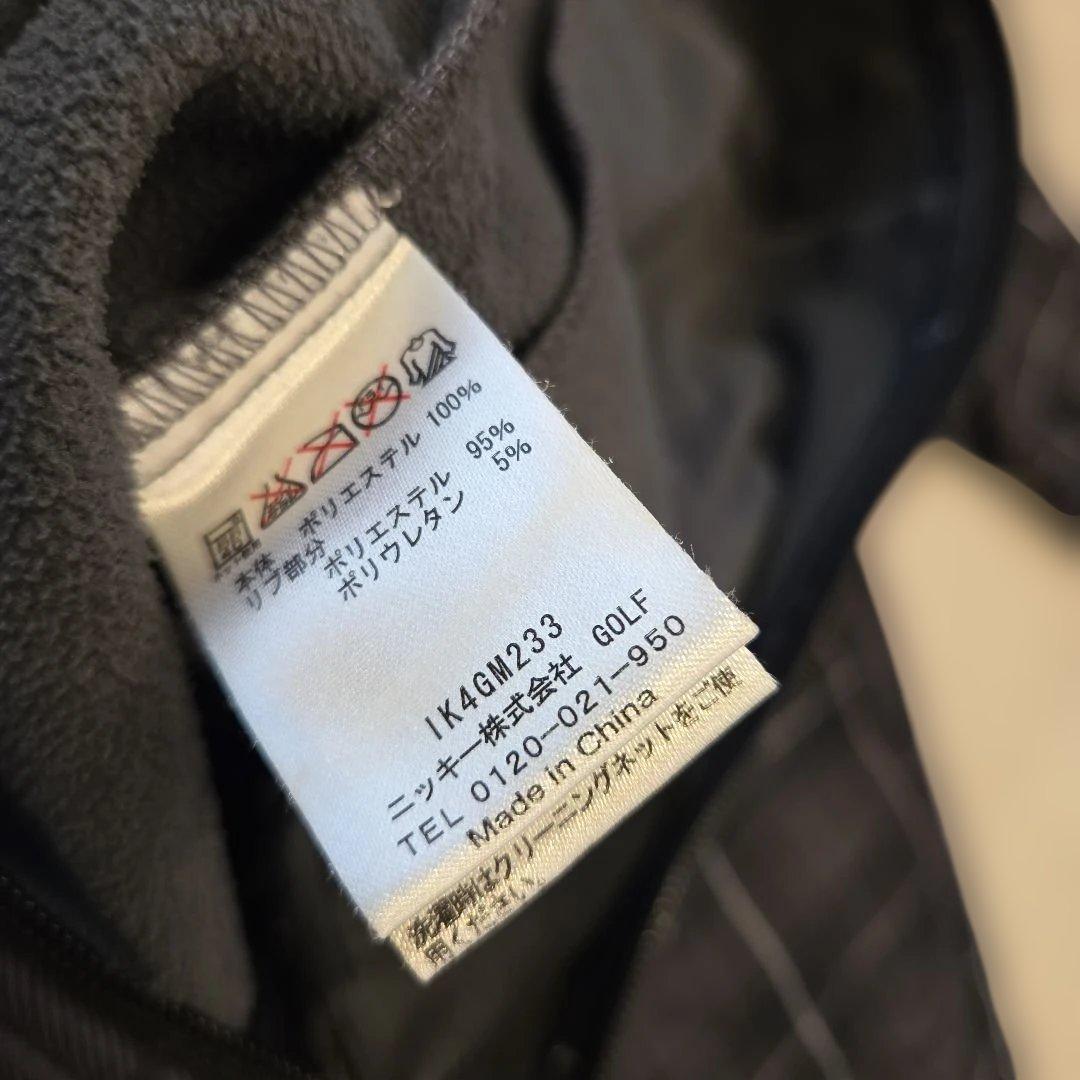 本体 ポリエステル 100%
リブ部分 ポリエステル 95%
ポリウレタン 5%
IK4GM233
ニッキー株式会社 GOLF
TEL 0120-021-950
Made in China
洗濯時はクリーニングネットをご使
用ください。